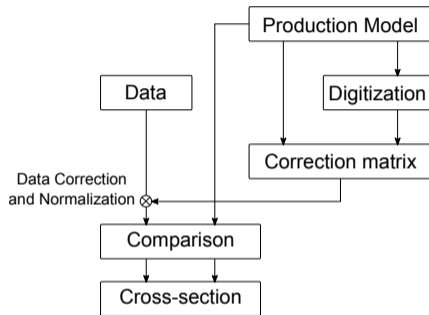 Production Model
Data
Digitization
Correction matrix
Data Correction
and Normalization
Comparison
Cross-section